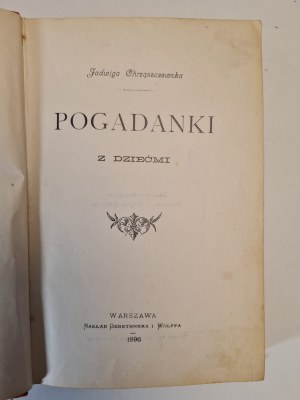 Jadwiga Chrząszczewska
POGADANKI
Z DZIEĆMI
WARSZAWA
NAKŁAD GEBETHNERA I WOLFFA
1896